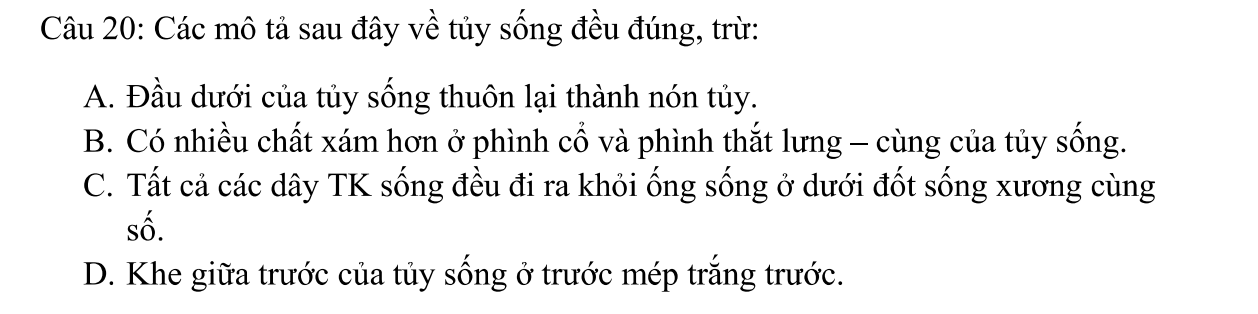 Câu 20: Các mô tả sau đây về tủy sống đều đúng, trừ:
A. Đầu dưới của tủy sống thuôn lại thành nón tủy.
B. Có nhiều chất xám hơn ở phình cổ và phình thắt lưng – cùng của tủy sống.
C. Tất cả các dây TK sống đều đi ra khỏi ống sống ở dưới đốt sống xương cùng
số.
D. Khe giữa trước của tủy sống ở trước mép trắng trước.